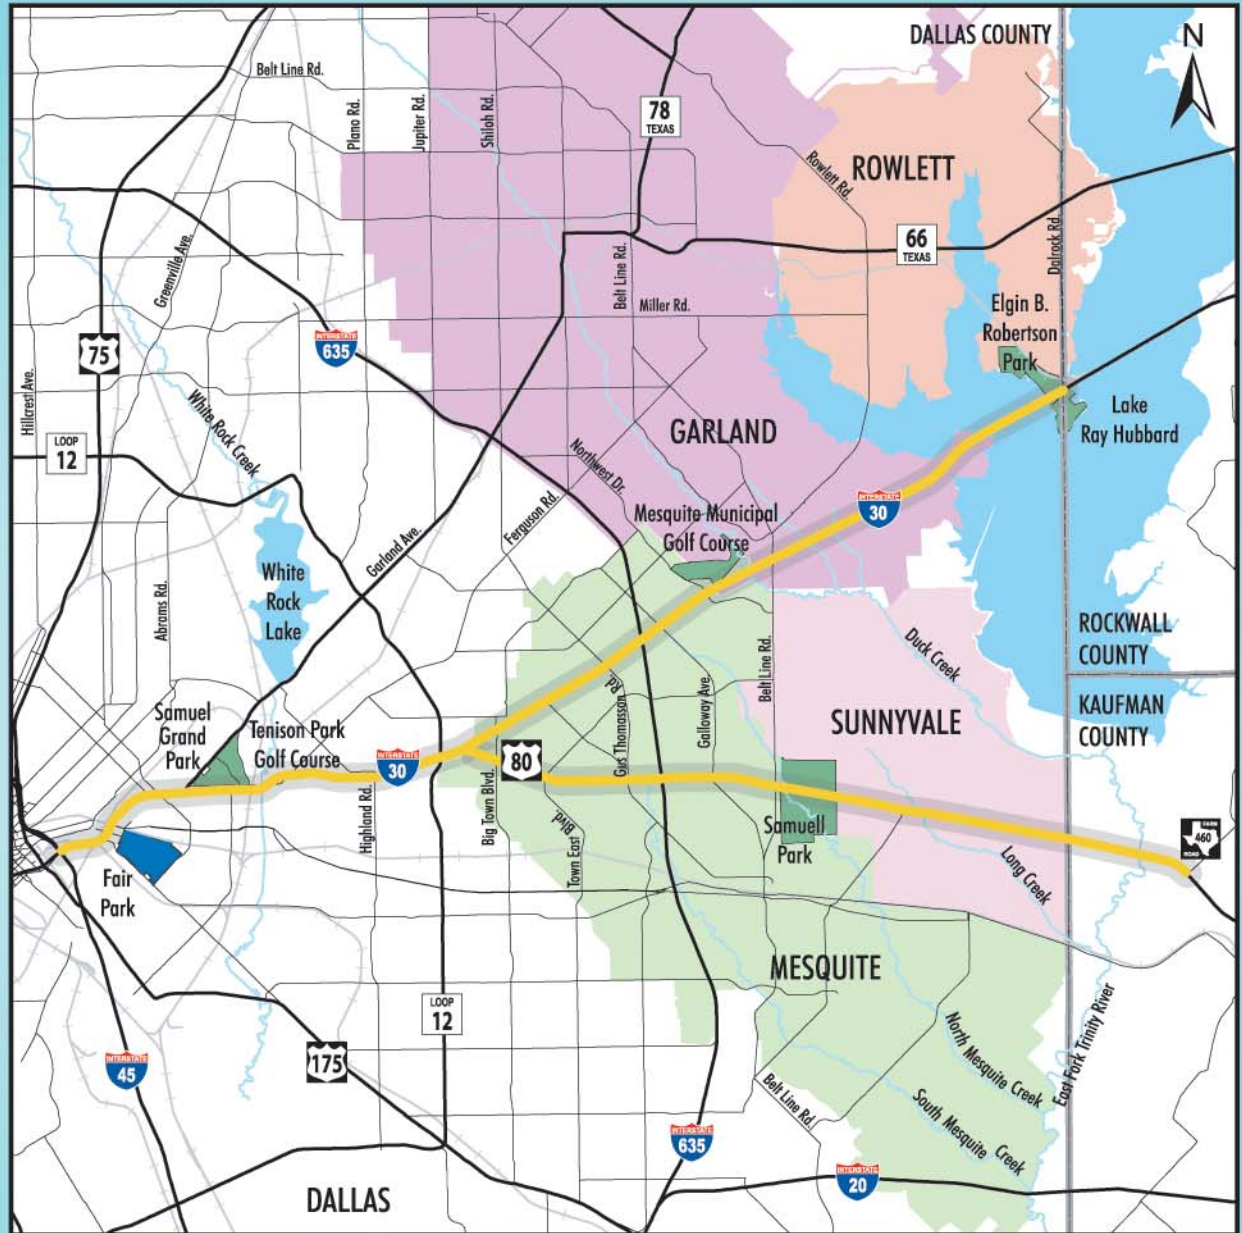 DALLAS COUNTY
N
Belt Line Rd.
Plano Rd.
Jupiter Rd.
Shiloh Rd.
78
TEXAS
Rowlett Rd.
ROWLETT
Greenville Ave.
66
TEXAS
Dalrock Rd.
Belt Line Rd.
Miller Rd.
Elgin B.
Robertson
Park
75
INTERSTATE
635
Hillcrest Ave.
White Rock Creek
LOOP
12
Lake
Ray Hubbard
GARLAND
Northwest Dr.
Ferguson Rd.
Mesquite Municipal
Golf Course
INTERSTATE
30
Garland Ave.
White
Rock
Lake
Abrams Rd.
Duck Creek
ROCKWALL
COUNTY
Belt Line Rd.
Gus Thomasson
Rd.
Galloway Ave.
SUNNYVALE
KAUFMAN
COUNTY
Samuel
Grand
Park
Tenison Park
Golf Course
INTERSTATE
30
80
Highland Rd.
Big Town Blvd.
Town East
Blvd.
Samuell
Park
FARM
460
ROAD
Long Creek
Fair
Park
MESQUITE
LOOP
12
North Mesquite Creek
East Fork Trinity River
INTERSTATE
45
175
Belt Line Rd.
South Mesquite
Creek
INTERSTATE
635
INTERSTATE
20
DALLAS